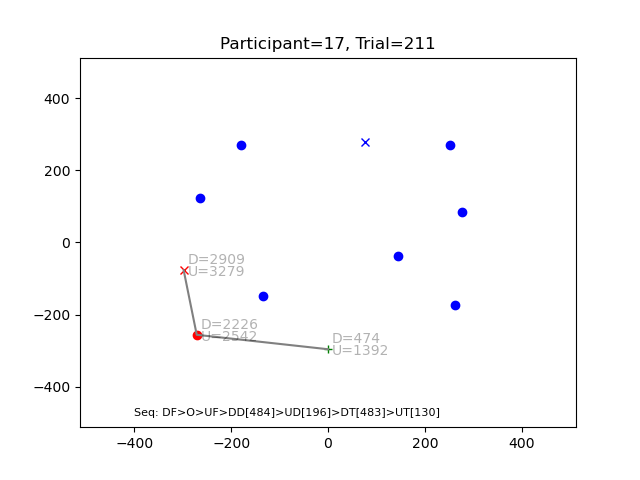 Participant=17, Trial=211
400
200
0
−200
−400
D=2909
U=3279
D=2226
U=2542
D=474
U=1392
Seq: DF>O>UF>DD[484]>UD[196]>DT[483]>UT[130]
−400
−200
0
200
400